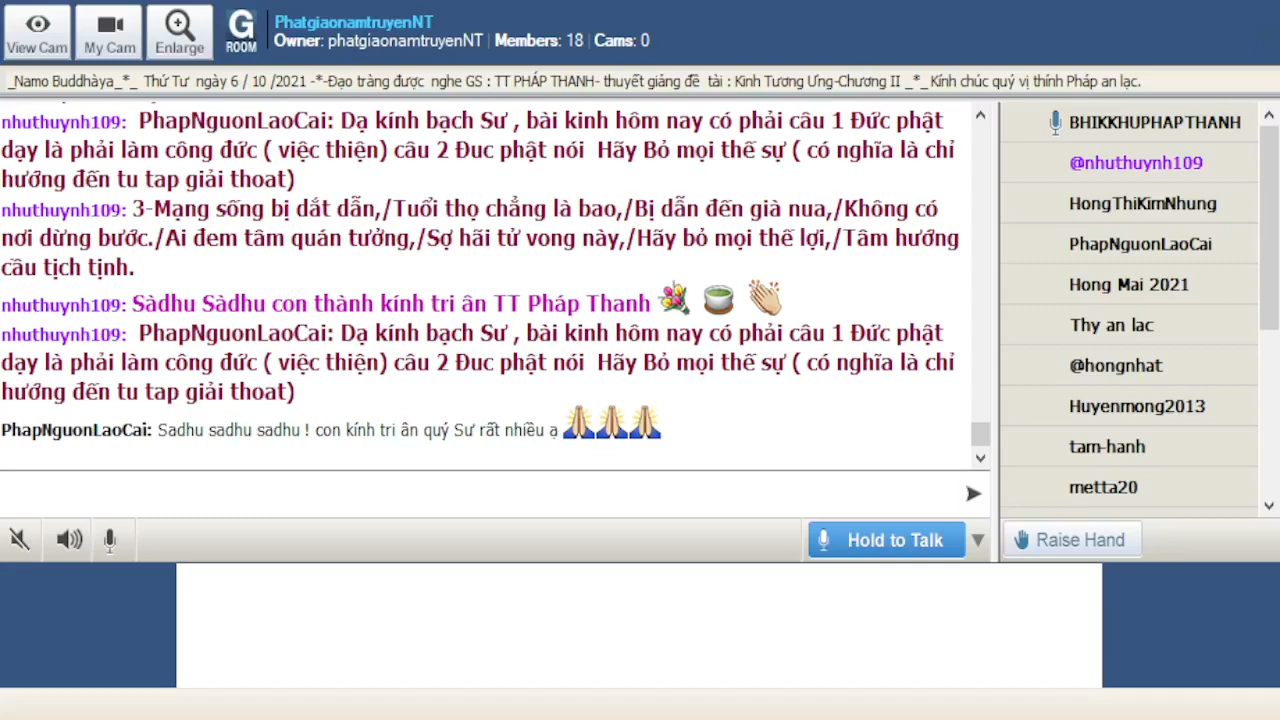 View Cam
My Cam
Enlarge
G
ROOM
PhatgiaonamtruyenNT
Owner: phatgiaonamtruyenNT | Members: 18 | Cams: 0
_Namo Buddhàya_*_ Thứ Tư ngày 6 / 10 /2021 -*-Đạo tràng được nghe GS : TT PHÁP THANH- thuyết giảng đề tài : Kinh Tương Ưng-Chương II _*_Kính chúc quý vị thính Pháp an lạc.
nhuthuynh109: PhapNguonLaoCai: Dạ kính bạch Sư , bài kinh hôm nay có phải câu 1 Đức phật
dạy là phải làm công đức ( việc thiện) câu 2 Đuc phật nói Hãy Bỏ mọi thế sự ( có nghĩa là chỉ
hướng đến tu tap giải thoat)
nhuthuynh109: 3-Mạng sống bị dắt dẫn,/Tuổi thọ chẳng là bao,/Bị dẫn đến già nua,/Không có
nơi dừng bước./Ai đem tâm quán tưởng,/Sợ hãi tử vong này,/Hãy bỏ mọi thế lợi,/Tâm hướng
cầu tịch tịnh.
nhuthuynh109: Sàdhu Sàdhu con thành kính tri ân TT Pháp Thanh
nhuthuynh109: PhapNguonLaoCai: Dạ kính bạch Sư , bài kinh hôm nay có phải câu 1 Đức phật
dạy là phải làm công đức ( việc thiện) câu 2 Đuc phật nói Hãy Bỏ mọi thế sự ( có nghĩa là chỉ
hướng đến tu tap giải thoat)
PhapNguonLaoCai: Sadhu sadhu sadhu ! con kính tri ân quý Sư rất nhiều ạ
BHIKKHUPHAPTHANH
@nhuthuynh109
HongThiKimNhung
PhapNguonLaoCai
Hong Mai 2021
Thy an lac
@hongnhat
Huyenmong2013
tam-hanh
metta20
Hold to Talk
Raise Hand